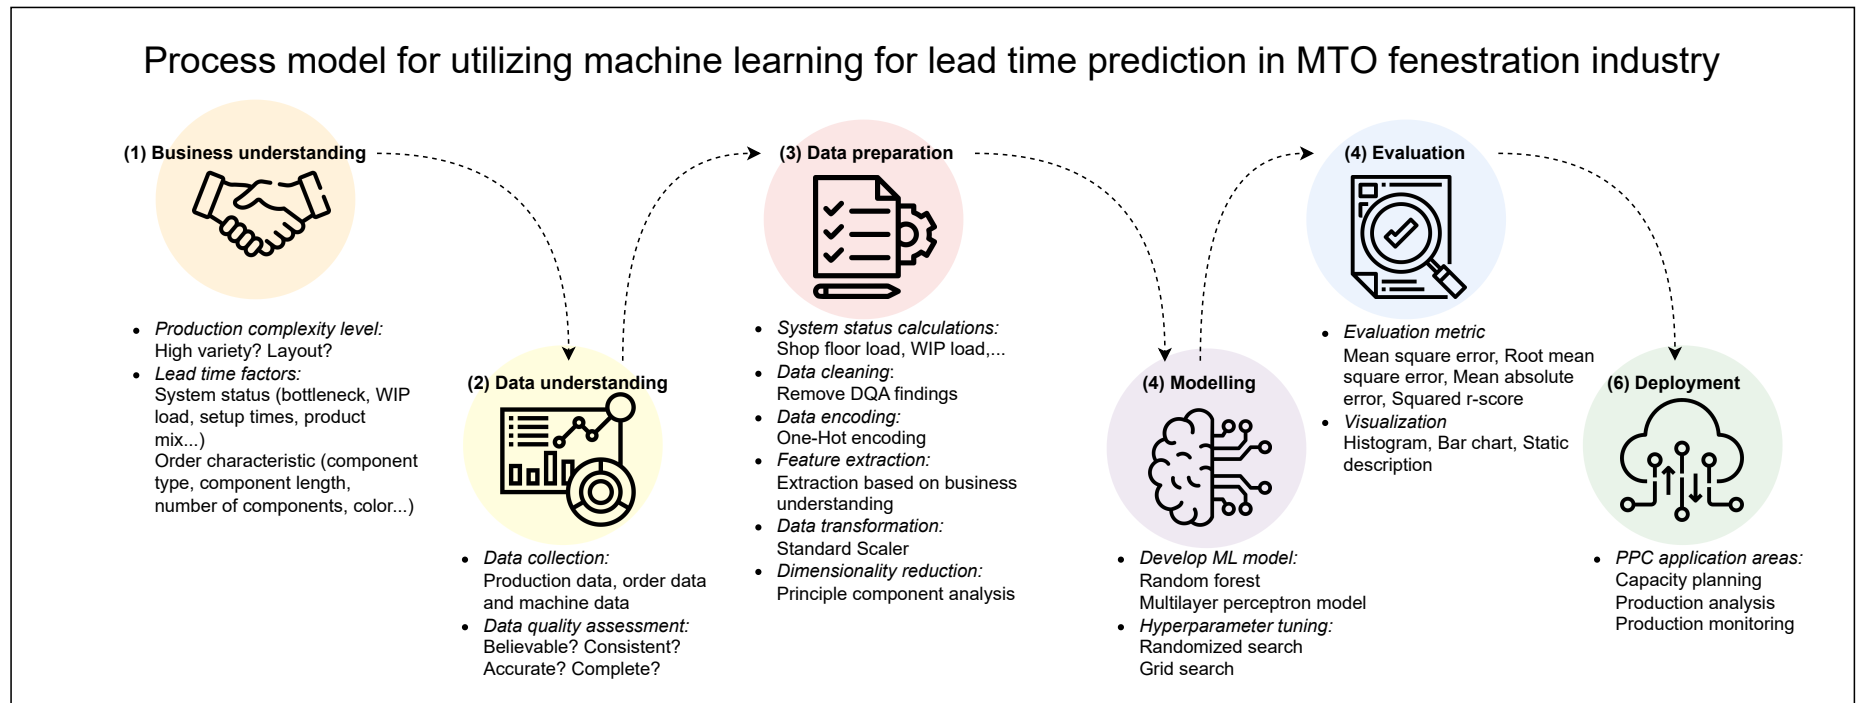 Process model for utilizing machine learning for lead time prediction in MTO fenestration industry
(1) Business understanding
Production complexity level:
High variety? Layout?
Lead time factors:
System status (bottleneck, WIP
load, setup times, product
mix...)
Order characteristic (component
type, component length,
number of components, color...)
(2) Data understanding
Data collection:
Production data, order data
and machine data
Data quality assessment:
Believable? Consistent?
Accurate? Complete?
(3) Data preparation
System status calculations:
Shop floor load, WIP load,...
Data cleaning:
Remove DQA findings
Data encoding:
One-Hot encoding
Feature extraction:
Extraction based on business
understanding
Data transformation:
Standard Scaler
Dimensionality reduction:
Principle component analysis
(4) Modelling
Develop ML model:
Random forest
Multilayer perceptron model
Hyperparameter tuning:
Randomized search
Grid search
(4) Evaluation
Evaluation metric
Mean square error, Root mean
square error, Mean absolute
error, Squared r-score
Visualization
Histogram, Bar chart, Static
description
(6) Deployment
PPC application areas:
Capacity planning
Production analysis
Production monitoring